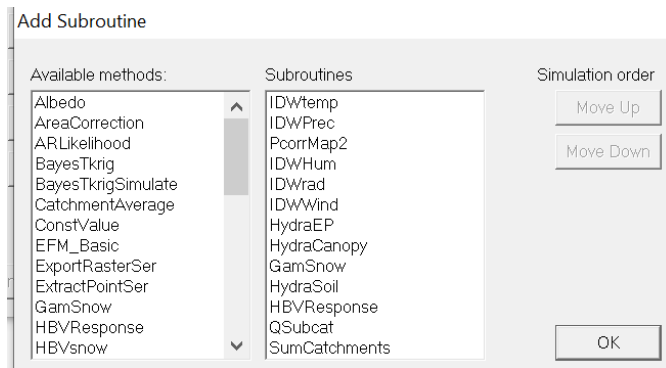 Add Subroutine
Available methods:
Albedo
AreaCorrection
ARLikelihood
BayesTkrig
BayesTkrigSimulate
CatchmentAverage
ConstValue
EFM_Basic
ExportRasterSer
ExtractPointSer
GamSnow
HBVResponse
HBVsnow
Subroutines
IDWtemp
IDWPrec
PcorrMap2
IDWHum
IDWrad
IDWWind
HydraEP
HydraCanopy
GamSnow
HydraSoil
HBVResponse
QSubcat
SumCatchments
Simulation order
Move Up
Move Down
OK